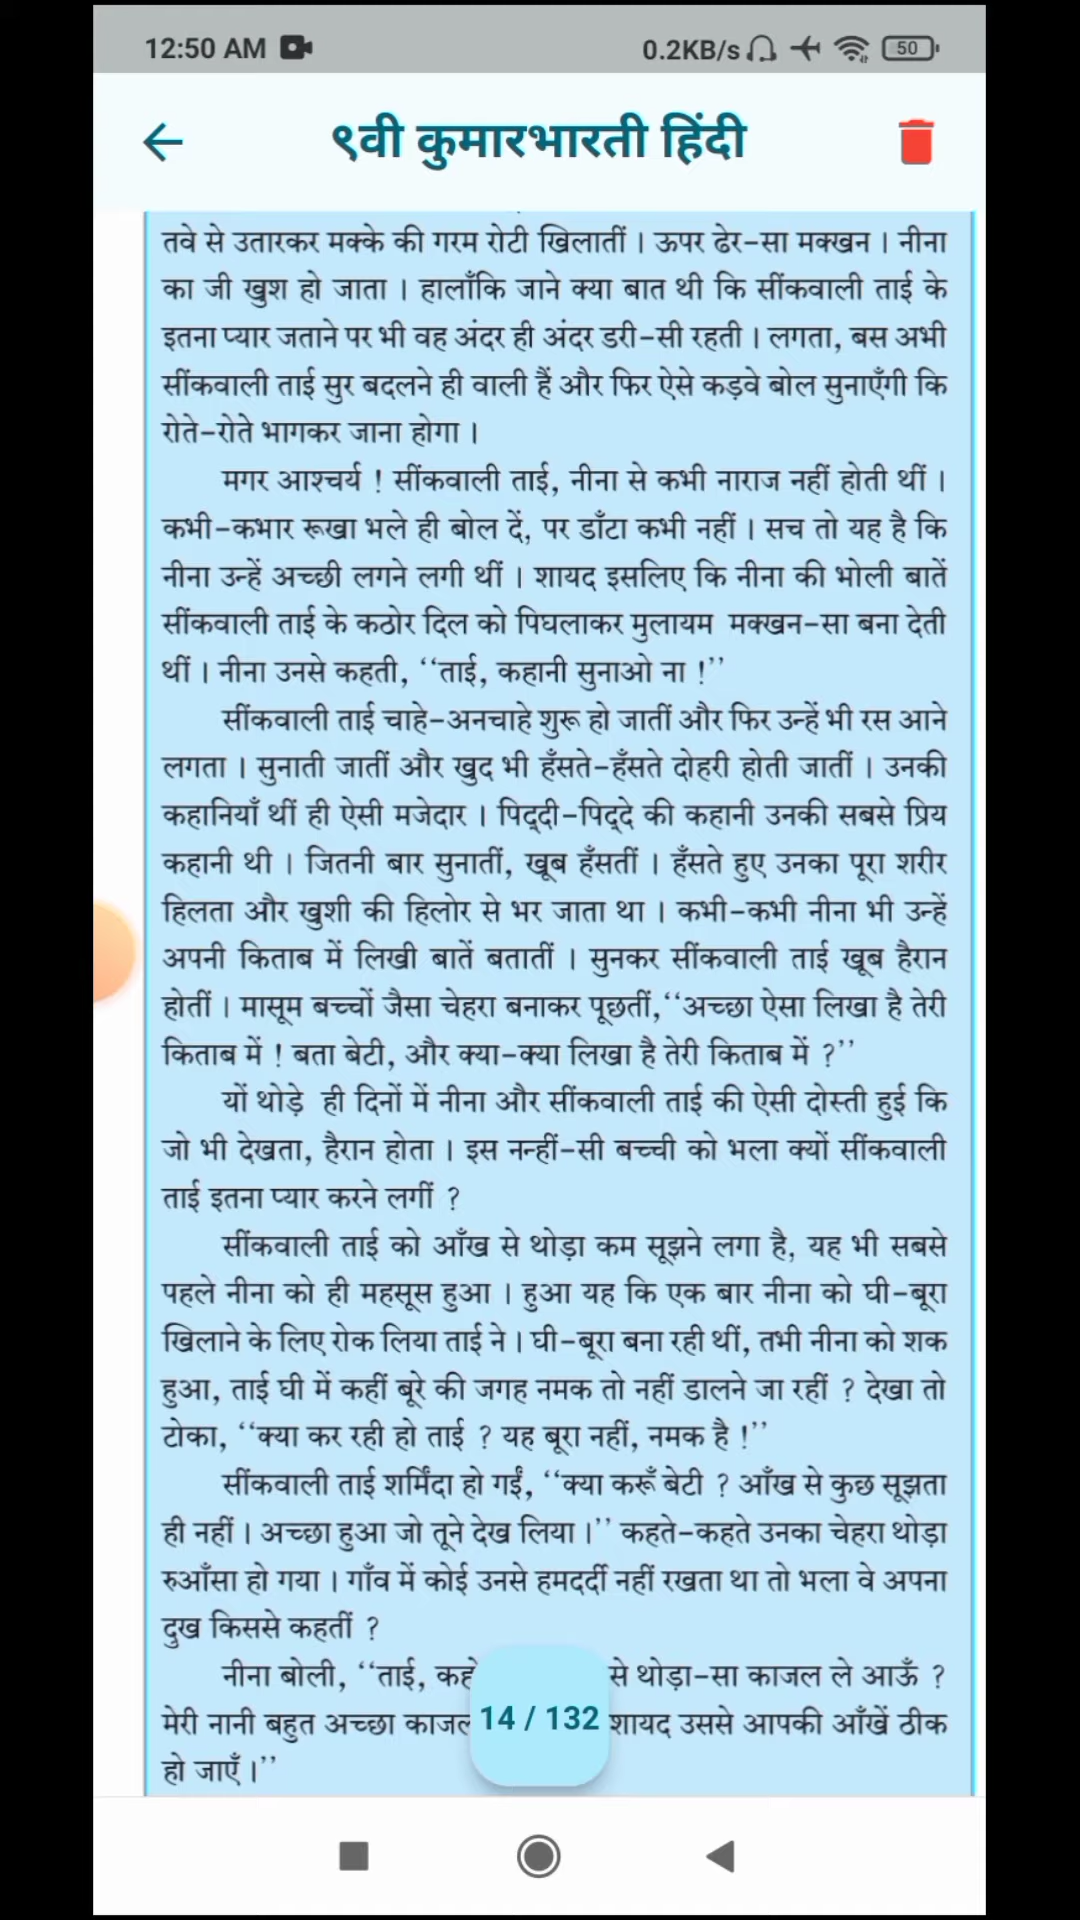 12:50 AM 0.2KB/s 50
९वी कुमारभारती हिंदी
तवे से उतारकर मक्के की गरम रोटी खिलातीं । ऊपर ढेर-सा मक्खन । नीना
का जी खुश हो जाता । हालाँकि जाने क्या बात थी कि सींकवाली ताई के
इतना प्यार जताने पर भी वह अंदर ही अंदर डरी-सी रहती । लगता, बस अभी
सींकवाली ताई सुर बदलने ही वाली हैं और फिर ऐसे कड़वे बोल सुनाएँगी कि
रोते-रोते भागकर जाना होगा ।
मगर आश्चर्य ! सींकवाली ताई, नीना से कभी नाराज नहीं होती थीं ।
कभी-कभार रूखा भले ही बोल दें, पर डाँटा कभी नहीं । सच तो यह है कि
नीना उन्हें अच्छी लगने लगी थीं । शायद इसलिए कि नीना की भोली बातें
सींकवाली ताई के कठोर दिल को पिघलाकर मुलायम मक्खन-सा बना देती
थीं । नीना उनसे कहती, ‘‘ताई, कहानी सुनाओ ना !’’
सींकवाली ताई चाहे-अनचाहे शुरू हो जातीं और फिर उन्हें भी रस आने
लगता । सुनाती जातीं और खुद भी हँसते-हँसते दोहरी होती जातीं । उनकी
कहानियाँ थीं ही ऐसी मजेदार । पिद्दी-पिद्दे की कहानी उनकी सबसे प्रिय
कहानी थी । जितनी बार सुनातीं, खूब हँसतीं । हँसते हुए उनका पूरा शरीर
हिलता और खुशी की हिलोर से भर जाता था । कभी-कभी नीना भी उन्हें
अपनी किताब में लिखी बातें बतातीं । सुनकर सींकवाली ताई खूब हैरान
होतीं । मासूम बच्चों जैसा चेहरा बनाकर पूछतीं,‘‘अच्छा ऐसा लिखा है तेरी
किताब में ! बता बेटी, और क्या-क्या लिखा है तेरी किताब में ?’’
यों थोड़े ही दिनों में नीना और सींकवाली ताई की ऐसी दोस्ती हुई कि
जो भी देखता, हैरान होता । इस नन्हीं-सी बच्ची को भला क्यों सींकवाली
ताई इतना प्यार करने लगीं ?
सींकवाली ताई को आँख से थोड़ा कम सूझने लगा है, यह भी सबसे
पहले नीना को ही महसूस हुआ । हुआ यह कि एक बार नीना को घी-बूरा
खिलाने के लिए रोक लिया ताई ने । घी-बूरा बना रही थीं, तभी नीना को शक
हुआ, ताई घी में कहीं बूरे की जगह नमक तो नहीं डालने जा रहीं ? देखा तो
टोका, ‘‘क्या कर रही हो ताई ? यह बूरा नहीं, नमक है !’’
सींकवाली ताई शर्मिंदा हो गईं, ‘‘क्या करूँ बेटी ? आँख से कुछ सूझता
ही नहीं । अच्छा हुआ जो तूने देख लिया ।’’ कहते-कहते उनका चेहरा थोड़ा
रुआँसा हो गया । गाँव में कोई उनसे हमदर्दी नहीं रखता था तो भला वे अपना
दुख किससे कहतीं ?
नीना बोली, ‘‘ताई, से थोड़ा-सा काजल ले आऊँ ?
मेरी नानी बहुत अच्छा काजल शायद उससे आपकी आँखें ठीक
14 / 132
हो जाएँ ।’’